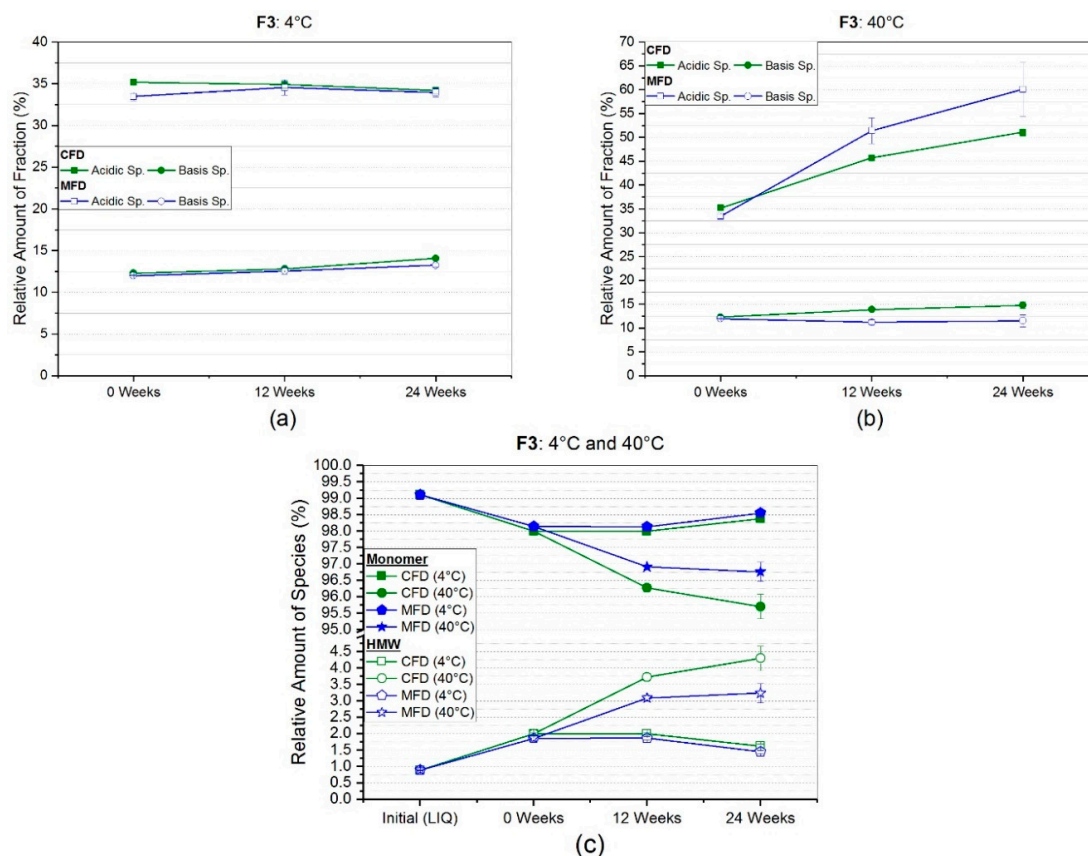 F3: 4°C
Relative Amount of Fraction (%)
40
35
30
25
20
15
10
5
0
CFD
Acidic Sp. Basis Sp.
MFD
Acidic Sp. Basis Sp.
0 Weeks 12 Weeks 24 Weeks
(a)
F3: 40°C
Relative Amount of Fraction (%)
70
65
60
55
50
45
40
35
30
25
20
15
10
5
0
CFD
Acidic Sp. Basis Sp.
MFD
Acidic Sp. Basis Sp.
0 Weeks 12 Weeks 24 Weeks
(b)
F3: 4°C and 40°C
Relative Amount of Species (%)
100.0
99.5
99.0
98.5
98.0
97.5
97.0
96.5
96.0
95.5
95.0
4.5
4.0
3.5
3.0
2.5
2.0
1.5
1.0
0.5
0.0
Monomer
CFD (4°C)
CFD (40°C)
MFD (4°C)
MFD (40°C)
HMW
CFD (4°C)
CFD (40°C)
MFD (4°C)
MFD (40°C)
Initial (LIQ) 0 Weeks 12 Weeks 24 Weeks
(c)